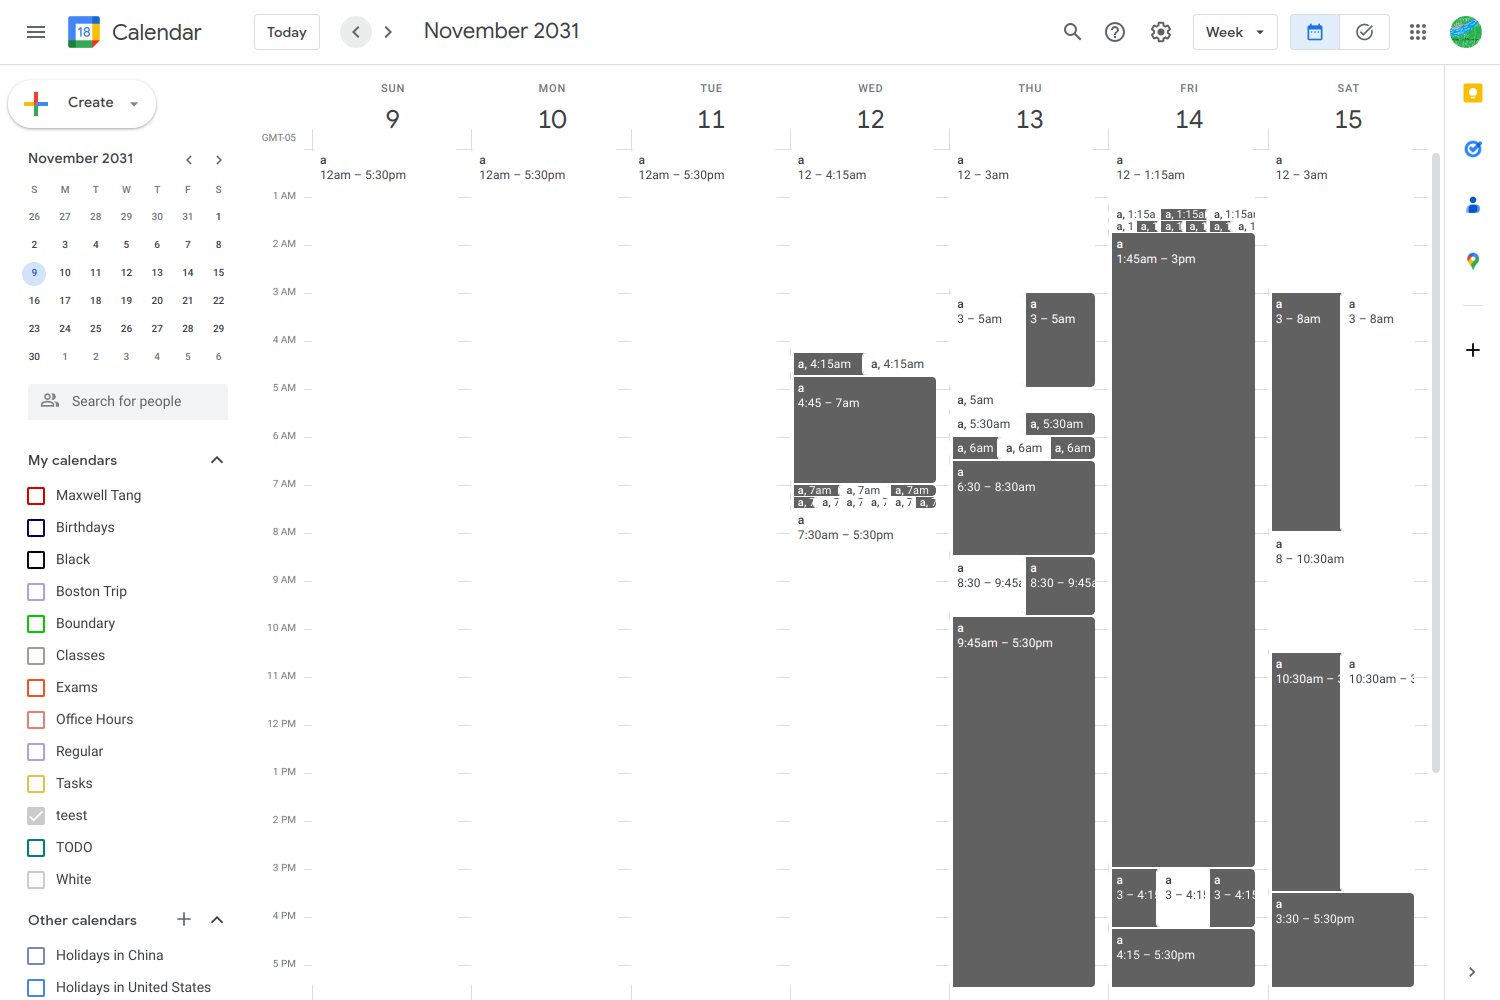 18 Calendar Today November 2031 Week
Create
November 2031
S M T W T F S
26 27 28 29 30 31 1
2 3 4 5 6 7 8
9 10 11 12 13 14 15
16 17 18 19 20 21 22
23 24 25 26 27 28 29
30 1 2 3 4 5 6
Search for people
My calendars
Maxwell Tang
Birthdays
Black
Boston Trip
Boundary
Classes
Exams
Office Hours
Regular
Tasks
teest
TODO
White
Other calendars
Holidays in China
Holidays in United States
SUN MON TUE WED THU FRI SAT
9 10 11 12 13 14 15
GMT-05
1 AM
2 AM
3 AM
4 AM
5 AM
6 AM
7 AM
8 AM
9 AM
10 AM
11 AM
12 PM
1 PM
2 PM
3 PM
4 PM
5 PM
a
12am – 5:30pm
a
12am – 5:30pm
a
12am – 5:30pm
a
12 – 4:15am
a, 4:15am a, 4:15am
a
4:45 – 7am
a, 7am a, 7am a, 7am
a, 7 a, 7 a, 7 a, 7 a, 7 a, 7
a
7:30am – 5:30pm
a
12 – 3am
a a
3 – 5am 3 – 5am
a, 5am
a, 5:30am a, 5:30am
a, 6am a, 6am a, 6am
a
6:30 – 8:30am
a a
8:30 – 9:45a 8:30 – 9:45a
a
9:45am – 5:30pm
a
12 – 1:15am
a, 1:15a a, 1:15a a, 1:15a
a, 1 a, 1 a, 1 a, 1 a, 1 a, 1
a
1:45am – 3pm
a a a
3 – 4:15 3 – 4:15 3 – 4:15
a
4:15 – 5:30pm
a
12 – 3am
a a
3 – 8am 3 – 8am
a
8 – 10:30am
a a
10:30am – 3 10:30am – 3
a
3:30 – 5:30pm